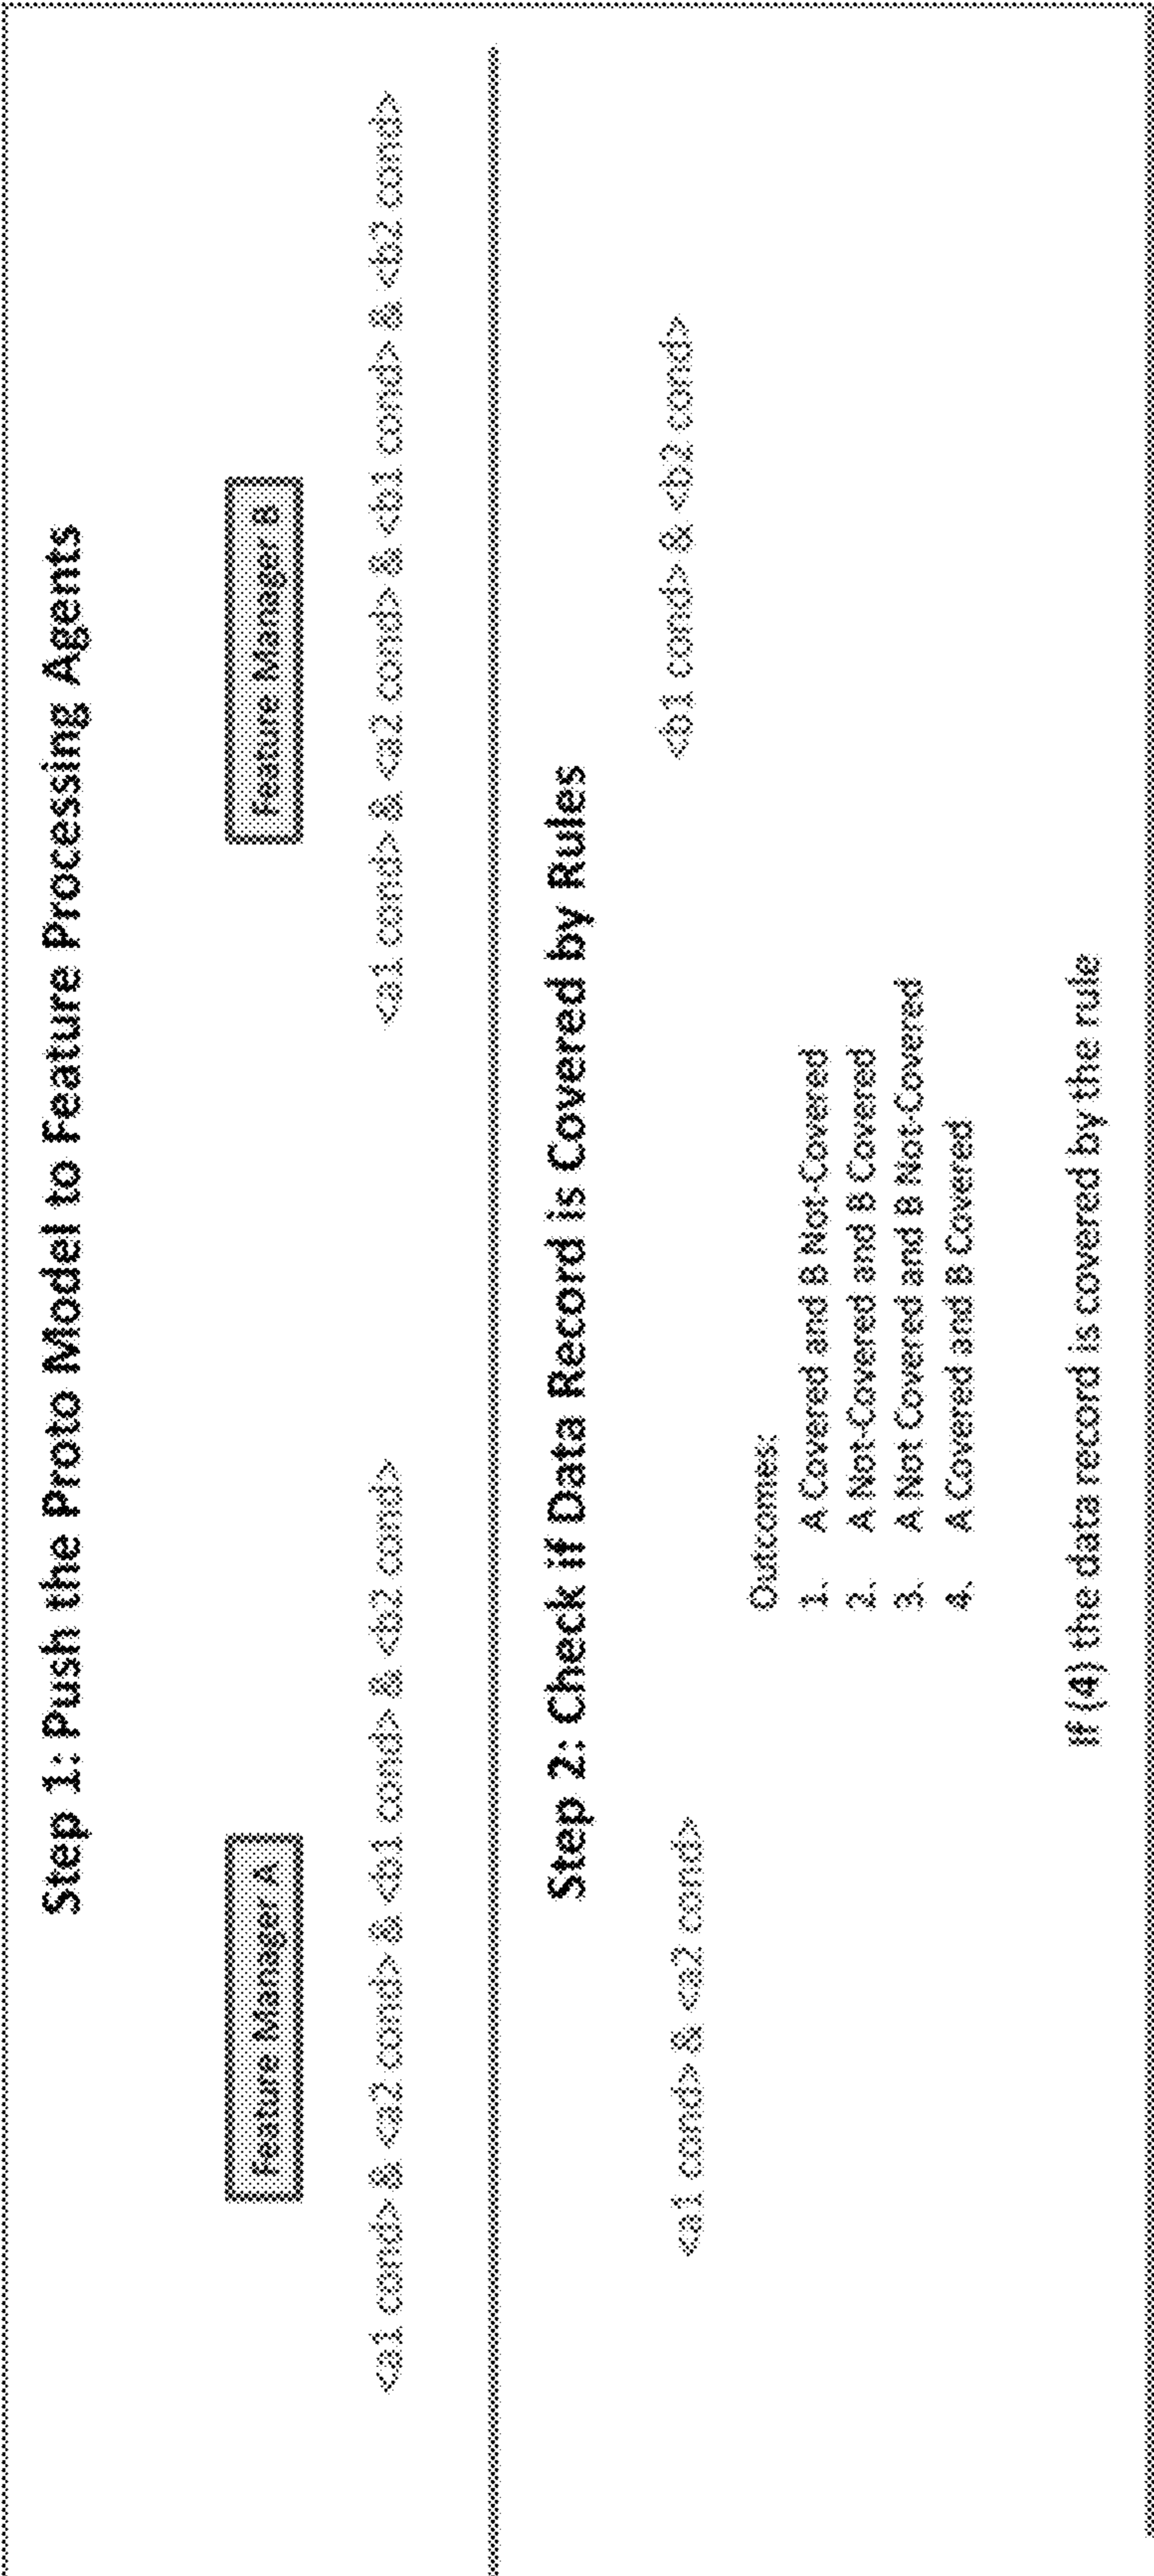 Step 1: Push the Proto Model to Feature Processing Agents
Feature Manager A
Feature Manager B
<a1 cond> & <a2 cond> & <b1 cond> & <b2 cond>
<a1 cond> & <a2 cond> & <b1 cond> & <b2 cond>
Step 2: Check if Data Record is Covered by Rules
<a1 cond> & <a2 cond>
<b1 cond> & <b2 cond>
Outcomes:
1. A Covered and B Not-Covered
2. A Not-Covered and B Covered
3. A Not Covered and B Not-Covered
4. A Covered and B Covered
If (4) the data record is covered by the rule